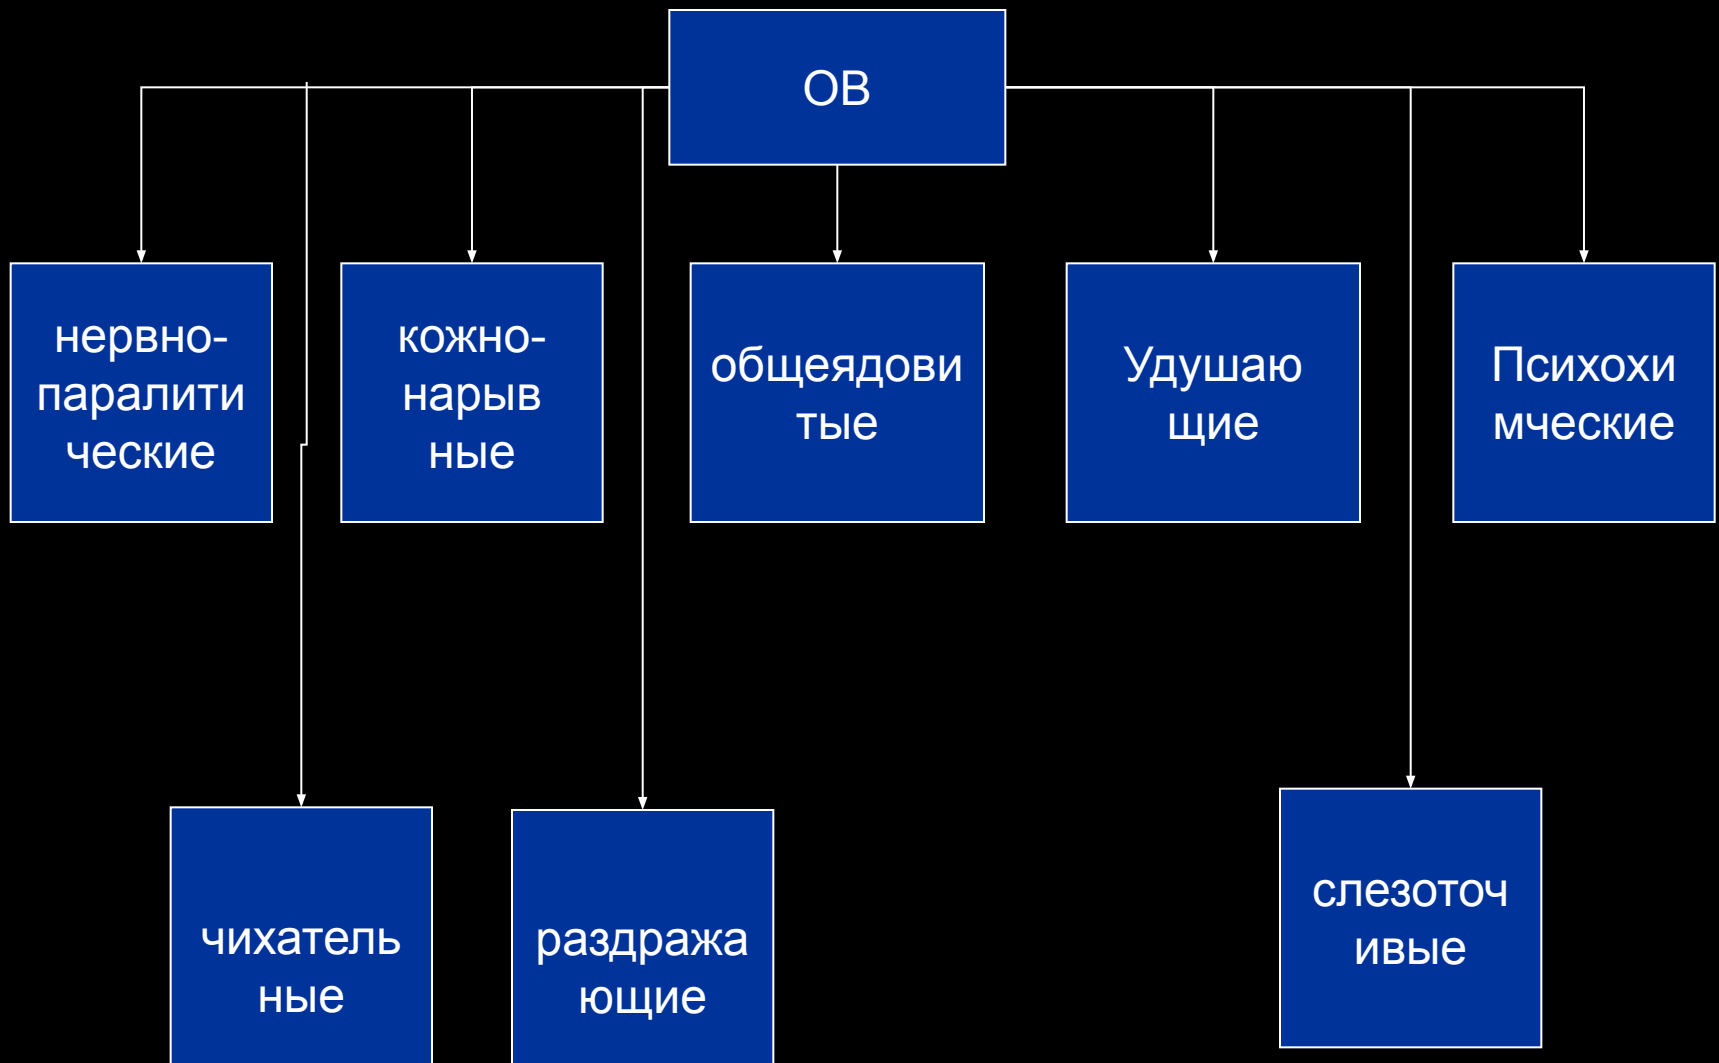 ОВ
нервно-
паралити
ческие
кожно-
нарыв
ные
общеядови
тые
Удушаю
щие
Психохи
мческие
чихатель
ные
раздража
ющие
слезоточ
ивые